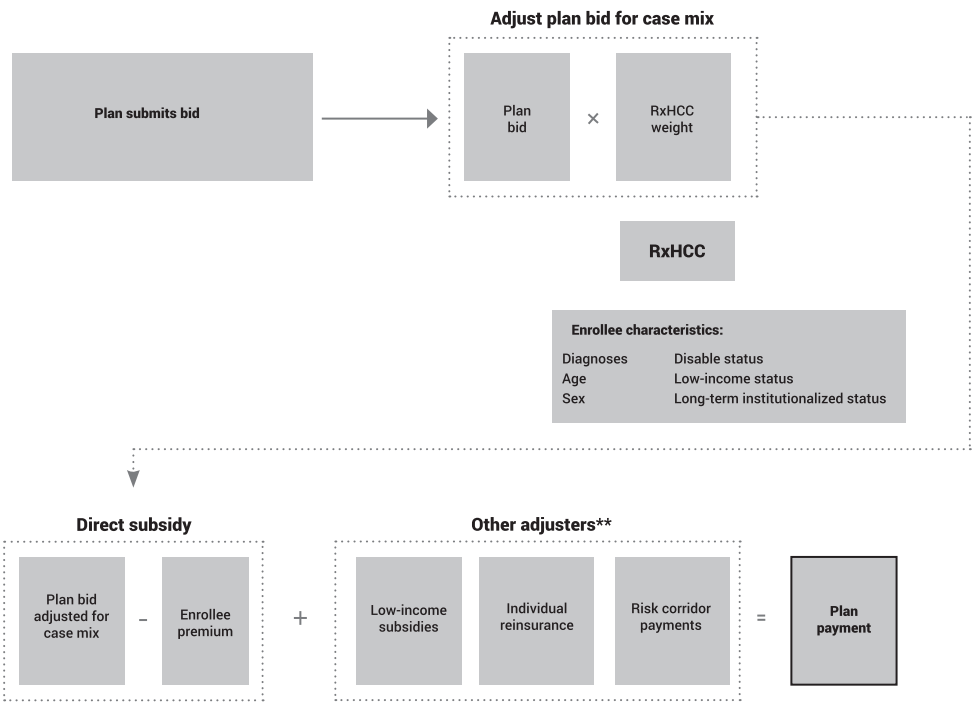 Adjust plan bid for case mix
Plan submits bid
Plan
bid
×
RxHCC
weight
RxHCC
Enrollee characteristics:
Diagnoses Disable status
Age Low-income status
Sex Long-term institutionalized status
Direct subsidy
Other adjusters**
Plan bid
adjusted for
case mix
–
Enrollee
premium
+
Low-income
subsidies
Individual
reinsurance
Risk corridor
payments
=
Plan
payment